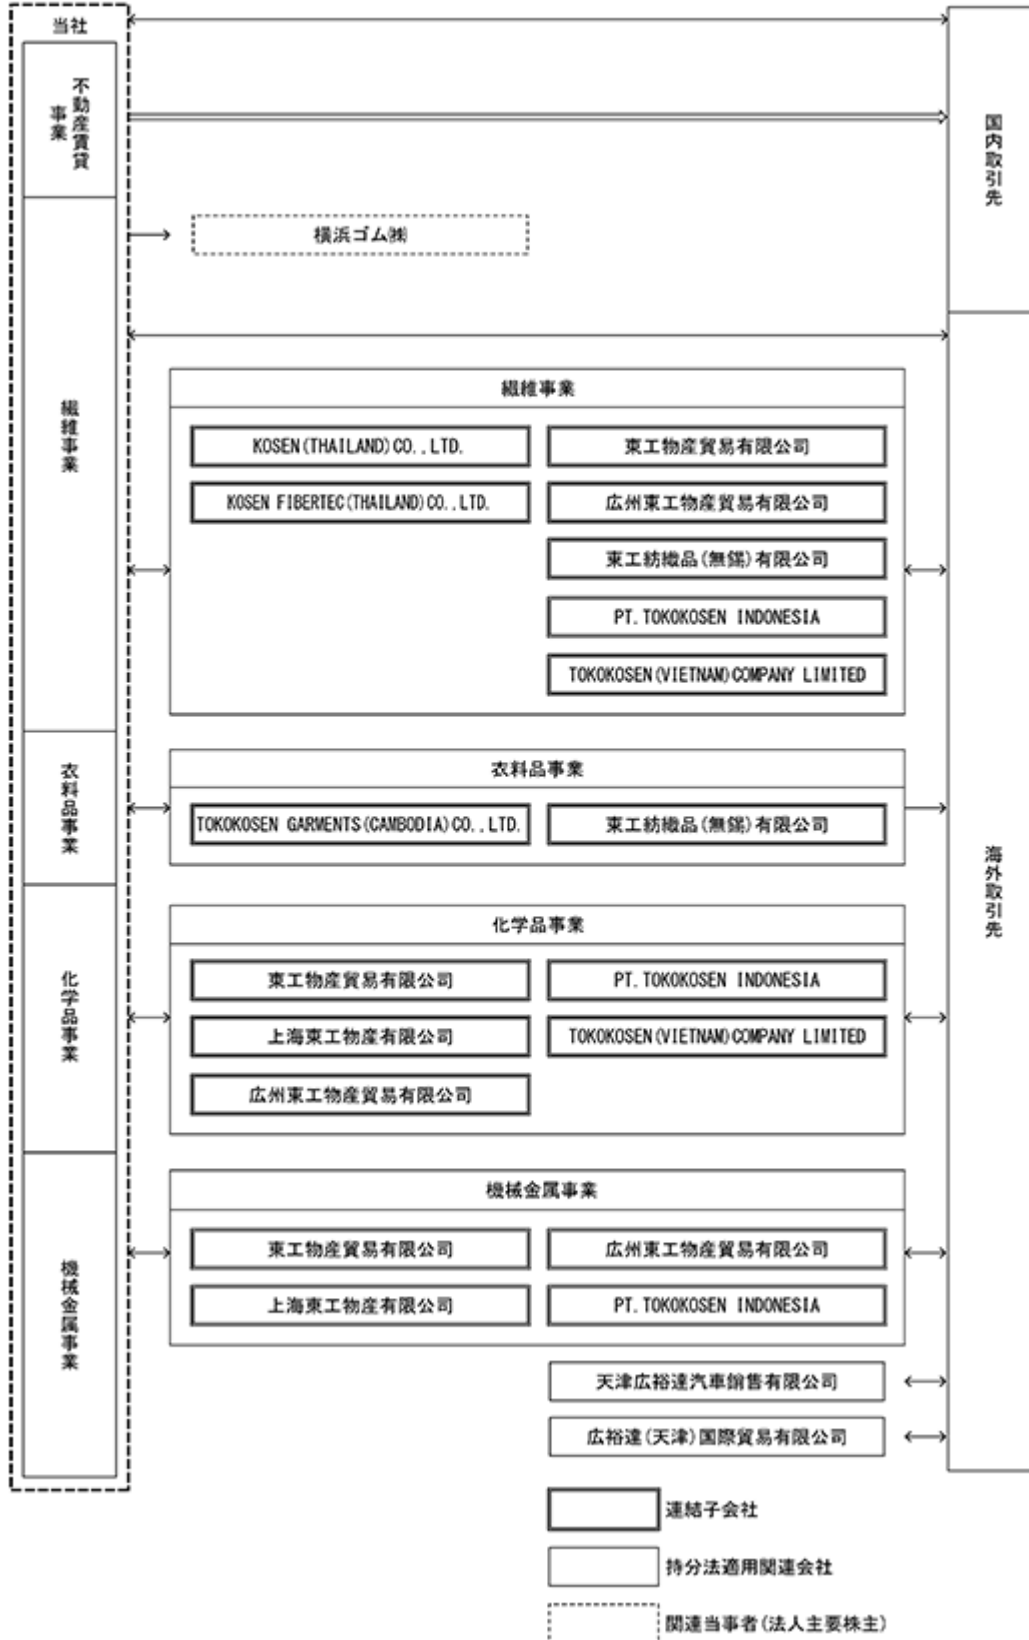 当社
不動産賃貸
事業
国内取引先
横浜ゴム㈱
繊維事業
繊維事業
KOSEN(THAILAND)CO.,LTD.
東工物産貿易有限公司
KOSEN FIBERTEC(THAILAND)CO.,LTD.
広州東工物産貿易有限公司
東工紡織品(無錫)有限公司
PT.TOKOKOSEN INDONESIA
TOKOKOSEN(VIETNAM)COMPANY LIMITED
衣料品事業
衣料品事業
TOKOKOSEN GARMENTS(CAMBODIA)CO.,LTD.
東工紡織品(無錫)有限公司
海外取引先
化学品事業
化学品事業
東工物産貿易有限公司
PT.TOKOKOSEN INDONESIA
上海東工物産有限公司
TOKOKOSEN(VIETNAM)COMPANY LIMITED
広州東工物産貿易有限公司
機械金属事業
機械金属事業
東工物産貿易有限公司
広州東工物産貿易有限公司
上海東工物産有限公司
PT.TOKOKOSEN INDONESIA
天津広裕達汽車銷售有限公司
広裕達(天津)国際貿易有限公司
連結子会社
持分法適用関連会社
関連当事者(法人主要株主)